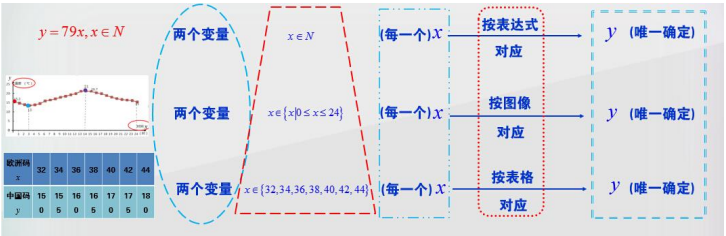 y = 79x, x ∈ N
两个变量
x ∈ N
(每一个) x
按表达式
对应
y (唯一确定)
两个变量
x ∈ {x|0 ≤ x ≤ 24}
(每一个) x
按图像
对应
y (唯一确定)
欧洲码 x 32 34 36 38 40 42 44
中国码 y 150 155 160 165 170 175 180
两个变量
x ∈ {32,34,36,38,40,42,44}
(每一个) x
按表格
对应
y (唯一确定)